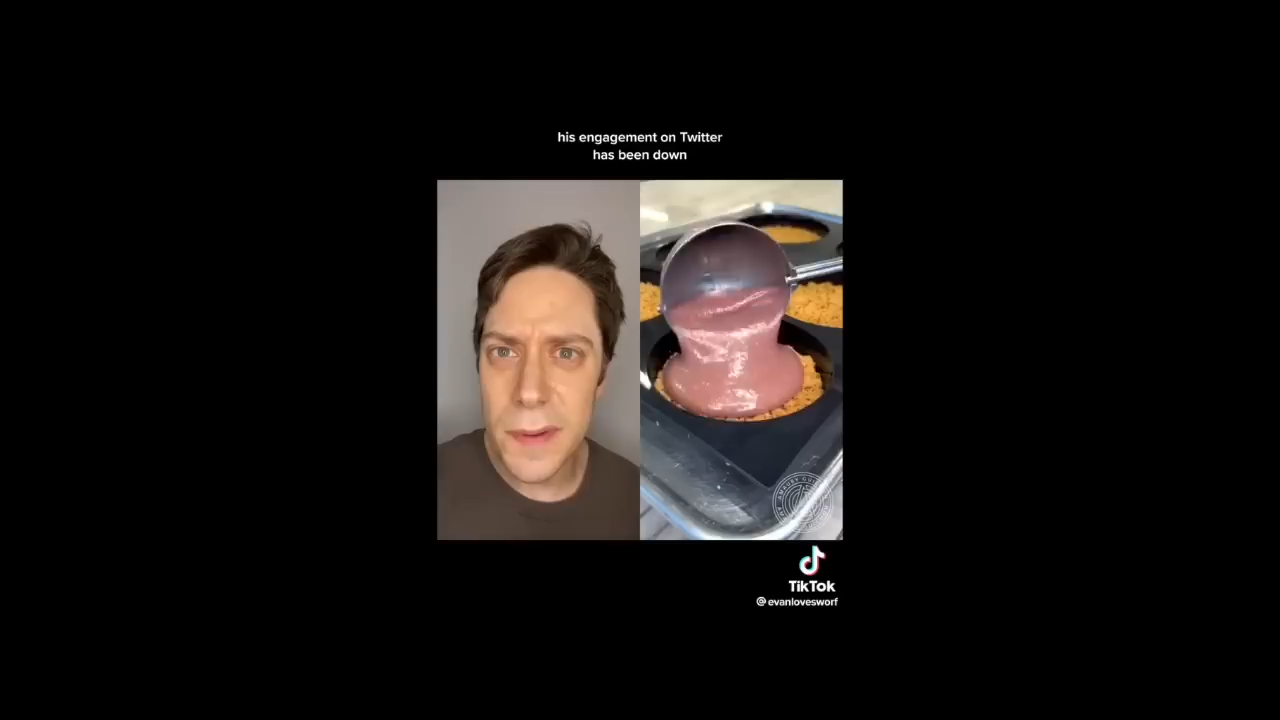 his engagement on Twitter
has been down
TikTok
@evanlovesworf